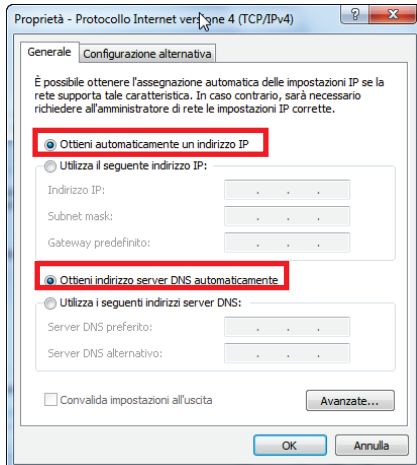 Proprietà - Protocollo Internet versione 4 (TCP/IPv4)
Generale Configurazione alternativa
È possibile ottenere l'assegnazione automatica delle impostazioni IP se la
rete supporta tale caratteristica. In caso contrario, sarà necessario
richiedere all'amministratore di rete le impostazioni IP corrette.
Ottieni automaticamente un indirizzo IP
Utilizza il seguente indirizzo IP:
Indirizzo IP:
Subnet mask:
Gateway predefinito:
Ottieni indirizzo server DNS automaticamente
Utilizza i seguenti indirizzi server DNS:
Server DNS preferito:
Server DNS alternativo:
Convalida impostazioni all'uscita
Avanzate...
OK Annulla